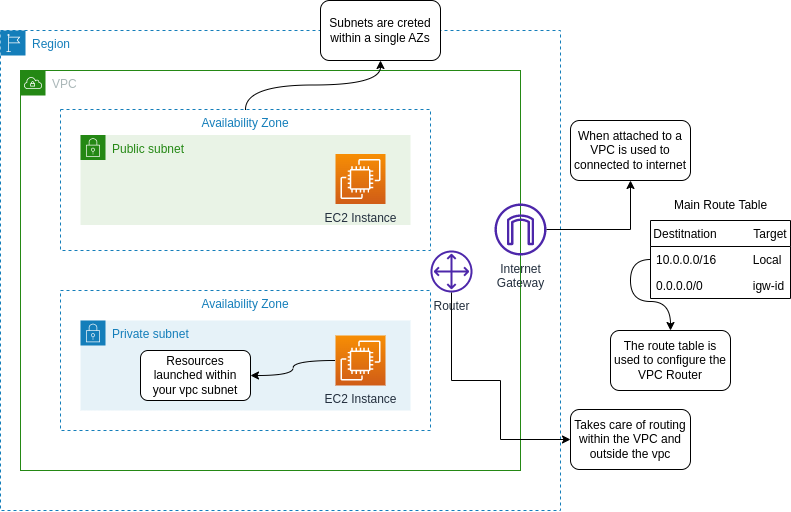 Subnets are creted
within a single AZs
Region
VPC
Availability Zone
Public subnet
EC2 Instance
When attached to a
VPC is used to
connected to internet
Main Route Table
Destitnation Target
10.0.0.0/16 Local
0.0.0.0/0 igw-id
Internet
Gateway
Router
Availability Zone
Private subnet
Resources
launched within
your vpc subnet
EC2 Instance
The route table is
used to configure the
VPC Router
Takes care of routing
within the VPC and
outside the vpc